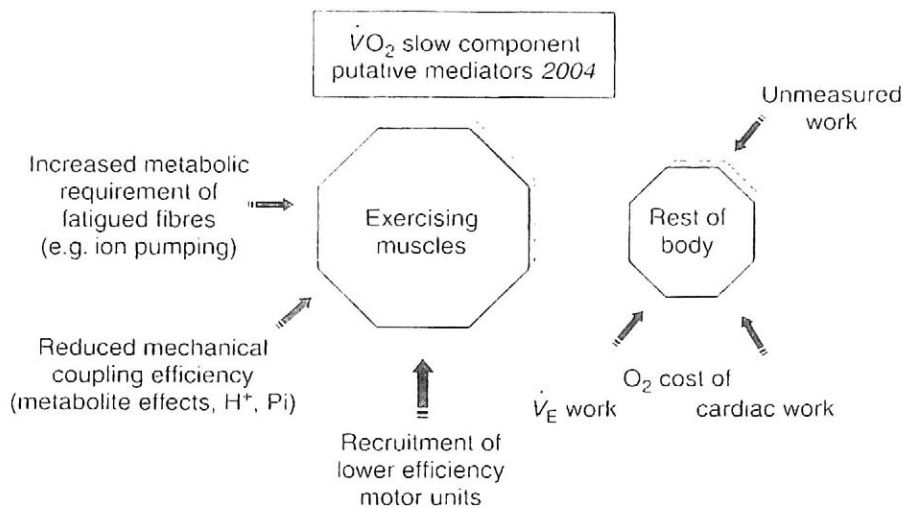 V̇O₂ slow component
putative mediators 2004
Unmeasured
work
Increased metabolic
requirement of
fatigued fibres
(e.g. ion pumping)
Exercising
muscles
Rest of
body
Reduced mechanical
coupling efficiency
(metabolite effects, H⁺, Pi)
O₂ cost of
V̇E work
cardiac work
Recruitment of
lower efficiency
motor units